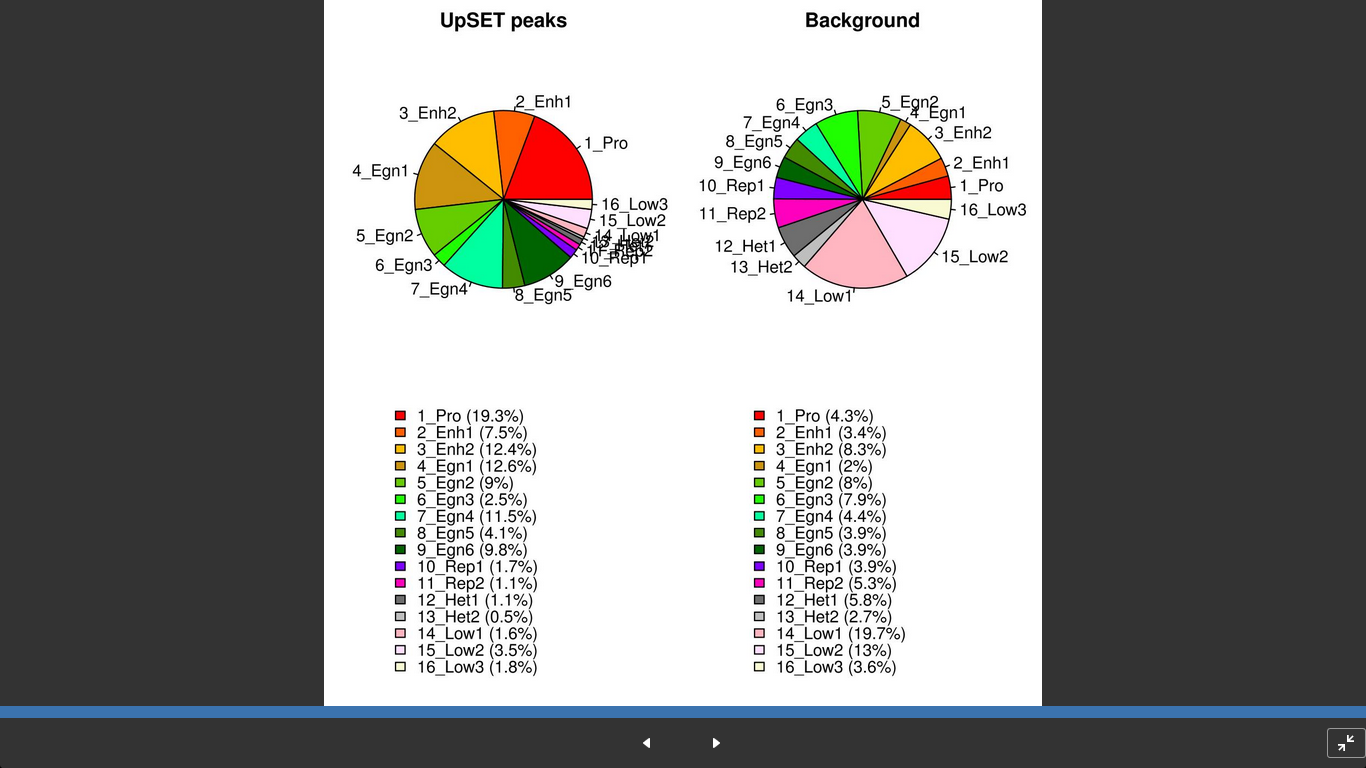 UpSET peaks
2_Enh1
3_Enh2
1_Pro
4_Egn1
16_Low3
15_Low2
14_Low1
5_Egn2
10_Rep1
6_Egn3
9_Egn6
7_Egn4
8_Egn5
1_Pro (19.3%)
2_Enh1 (7.5%)
3_Enh2 (12.4%)
4_Egn1 (12.6%)
5_Egn2 (9%)
6_Egn3 (2.5%)
7_Egn4 (11.5%)
8_Egn5 (4.1%)
9_Egn6 (9.8%)
10_Rep1 (1.7%)
11_Rep2 (1.1%)
12_Het1 (1.1%)
13_Het2 (0.5%)
14_Low1 (1.6%)
15_Low2 (3.5%)
16_Low3 (1.8%)
Background
5_Egn2
6_Egn3
4_Egn1
7_Egn4
3_Enh2
8_Egn5
9_Egn6
2_Enh1
10_Rep1
1_Pro
11_Rep2
16_Low3
12_Het1
15_Low2
13_Het2
14_Low1
1_Pro (4.3%)
2_Enh1 (3.4%)
3_Enh2 (8.3%)
4_Egn1 (2%)
5_Egn2 (8%)
6_Egn3 (7.9%)
7_Egn4 (4.4%)
8_Egn5 (3.9%)
9_Egn6 (3.9%)
10_Rep1 (3.9%)
11_Rep2 (5.3%)
12_Het1 (5.8%)
13_Het2 (2.7%)
14_Low1 (19.7%)
15_Low2 (13%)
16_Low3 (3.6%)